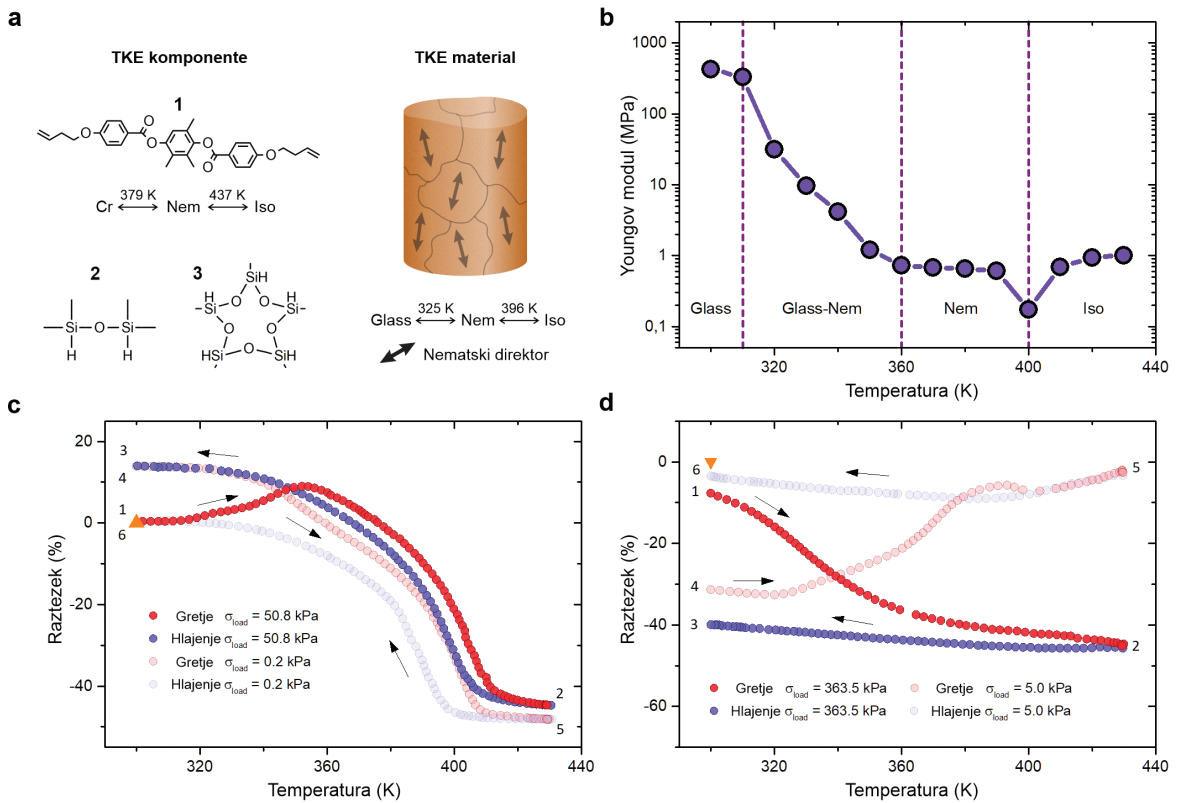 a
TKE komponente
1
O
O
O
O
O
O
379 K
437 K
Cr
Nem
Iso
2
Si
O
Si
H
H
3
SiH
H
O
O
H
Si
Si
O
O
HSi
O
SiH
TKE material
325 K
396 K
Glass
Nem
Iso
Nematski direktor
b
Youngov modul (MPa)
1000
100
10
1
0,1
Glass
Glass-Nem
Nem
Iso
320
360
400
440
Temperatura (K)
c
Raztezek (%)
20
0
-20
-40
3
4
1
6
2
5
Gretje σload = 50.8 kPa
Hlajenje σload = 50.8 kPa
Gretje σload = 0.2 kPa
Hlajenje σload = 0.2 kPa
320
360
400
440
Temperatura (K)
d
Raztezek (%)
0
-20
-40
-60
6
1
4
3
5
2
Gretje σload = 363.5 kPa
Hlajenje σload = 363.5 kPa
Gretje σload = 5.0 kPa
Hlajenje σload = 5.0 kPa
320
360
400
440
Temperatura (K)